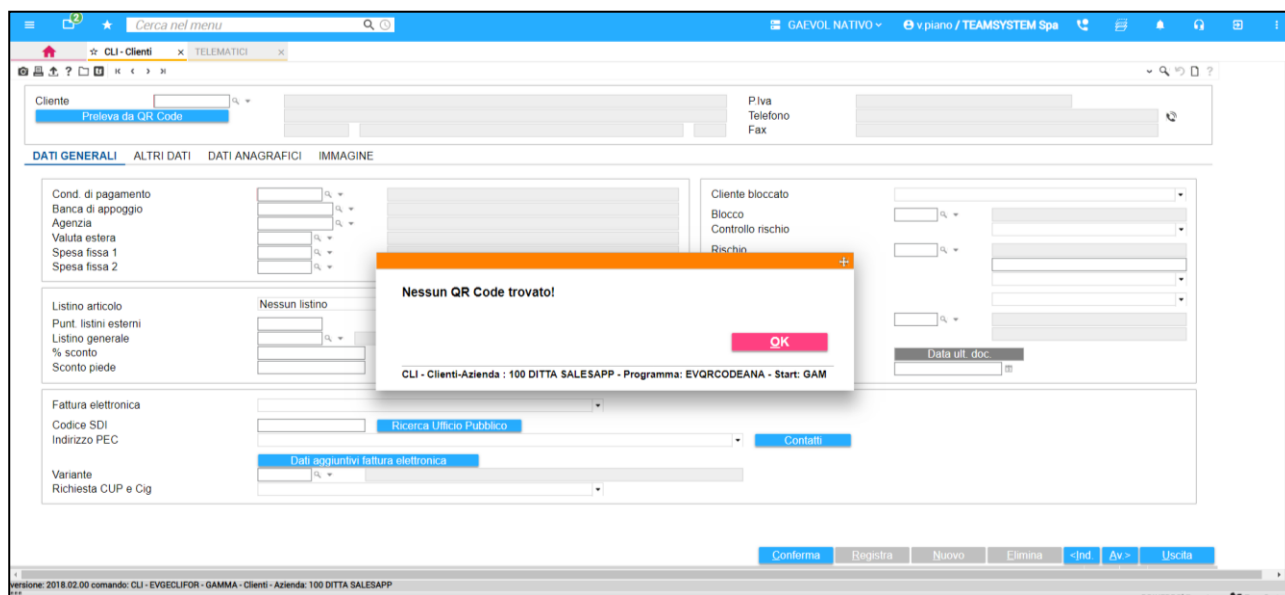 2
Cerca nel menu
GAEVOL NATIVO
v.piano / TEAMSYSTEM Spa
CLI - Clienti x
TELEMATICI x
Cliente
Preleva da QR Code
P.Iva
Telefono
Fax
DATI GENERALI ALTRI DATI DATI ANAGRAFICI IMMAGINE
Cond. di pagamento
Banca di appoggio
Agenzia
Valuta estera
Spesa fissa 1
Spesa fissa 2
Cliente bloccato
Blocco
Controllo rischio
Rischio
Nessun QR Code trovato!
OK
CLI - Clienti-Azienda : 100 DITTA SALESAPP - Programma: EVQRCODEANA - Start: GAM
Listino articolo Nessun listino
Punt. listini esterni
Listino generale
% sconto
Sconto piede
Data ult. doc.
Fattura elettronica
Codice SDI Ricerca Ufficio Pubblico
Indirizzo PEC Contatti
Dati aggiuntivi fattura elettronica
Variante
Richiesta CUP e Cig
Conferma Registra Nuovo Elimina <Ind. Av.> Uscita
versione: 2018.02.00 comando: CLI - EVGECLIFOR - GAMMA - Clienti - Azienda: 100 DITTA SALESAPP